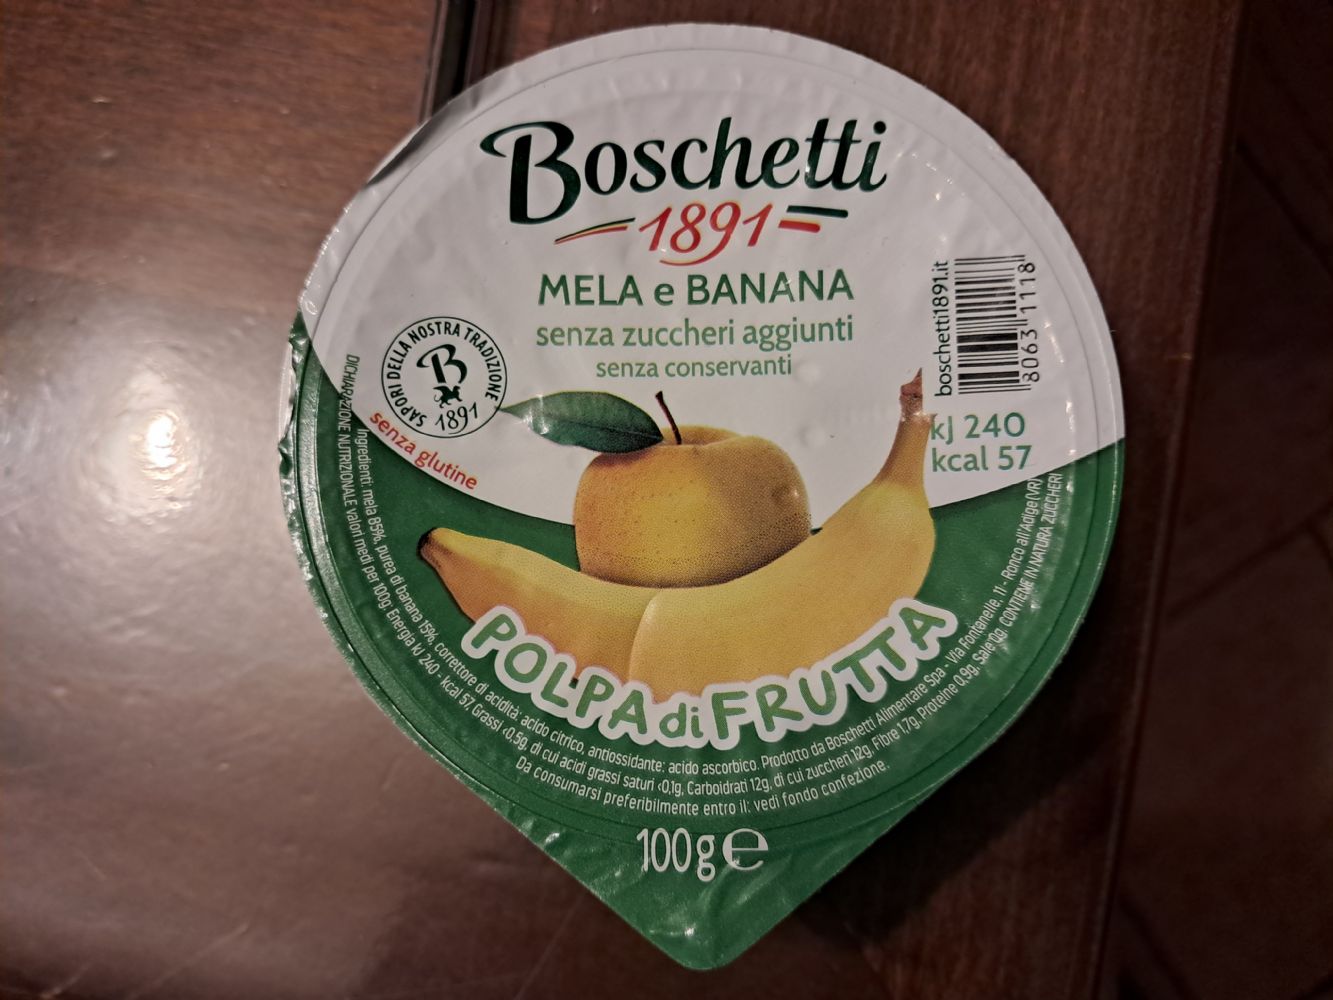 Boschetti
1891
MELA e BANANA
senza zuccheri aggiunti
senza conservanti
SAPORI DELLA NOSTRA TRADIZIONE
B
1891
senza glutine
boschetti1891.it
8063 1118
kJ 240
kcal 57
POLPA di FRUTTA
Ingredienti: mela 85%, purea di banana 15%, correttore di acidità: acido citrico, antiossidante: acido ascorbico. Prodotto da Boschetti Alimentare Spa - Via Fontanelle, 11 - Ronco all'Adige(VR)
DICHIARAZIONE NUTRIZIONALE valori medi per 100g: Energia kJ 240 - kcal 57, Grassi <0,5g, di cui acidi grassi saturi <0,1g, Carboidrati 12g, di cui zuccheri 12g, Fibre 1,7g, Proteine 0,9g, Sale 0g. CONTIENE IN NATURA ZUCCHERI
Da consumarsi preferibilmente entro il: vedi fondo confezione.
100g e